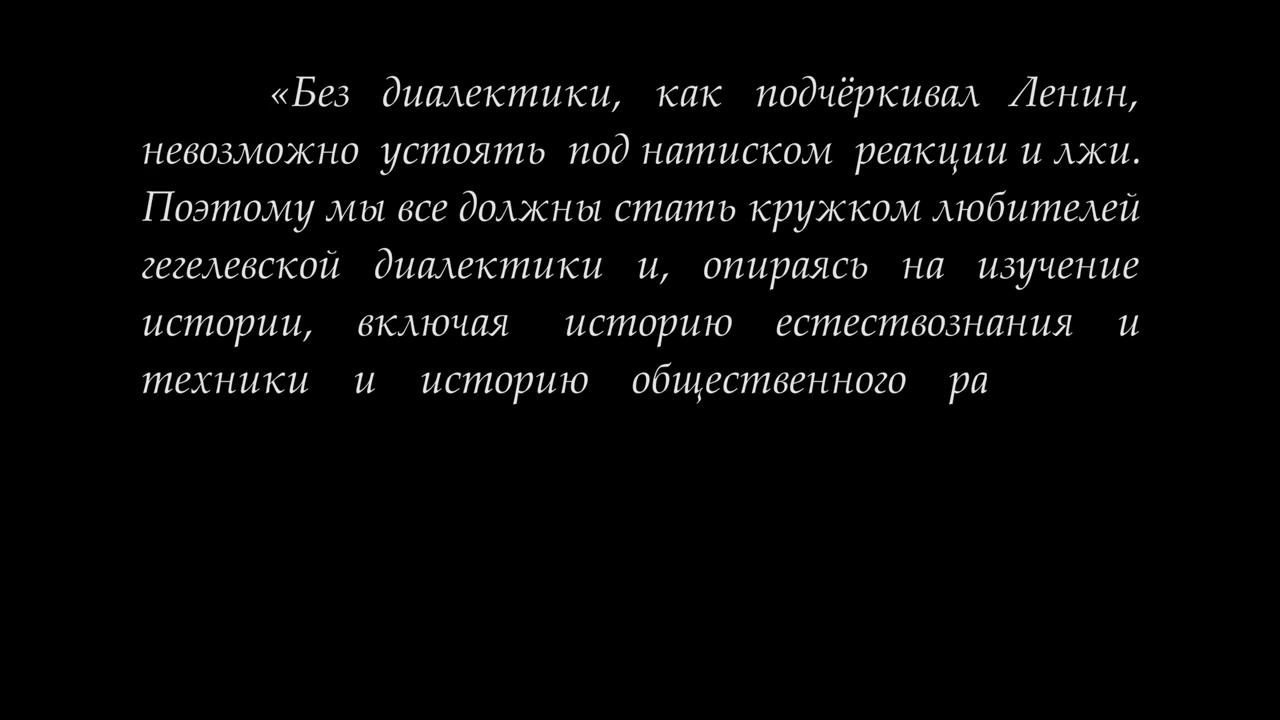 «Без диалектики, как подчёркивал Ленин,
невозможно устоять под натиском реакции и лжи.
Поэтому мы все должны стать кружком любителей
гегелевской диалектики и, опираясь на изучение
истории, включая историю естествознания и
техники и историю общественного ра